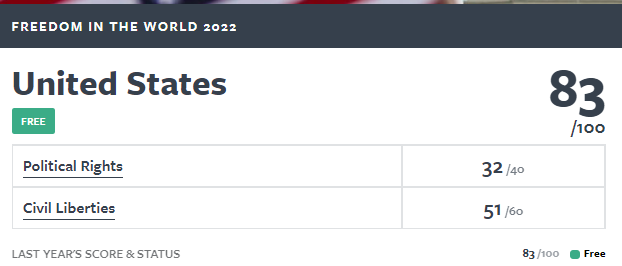 FREEDOM IN THE WORLD 2022
United States
83
FREE
/100
Political Rights 32 /40
Civil Liberties 51 /60
LAST YEAR'S SCORE & STATUS 83 /100 Free